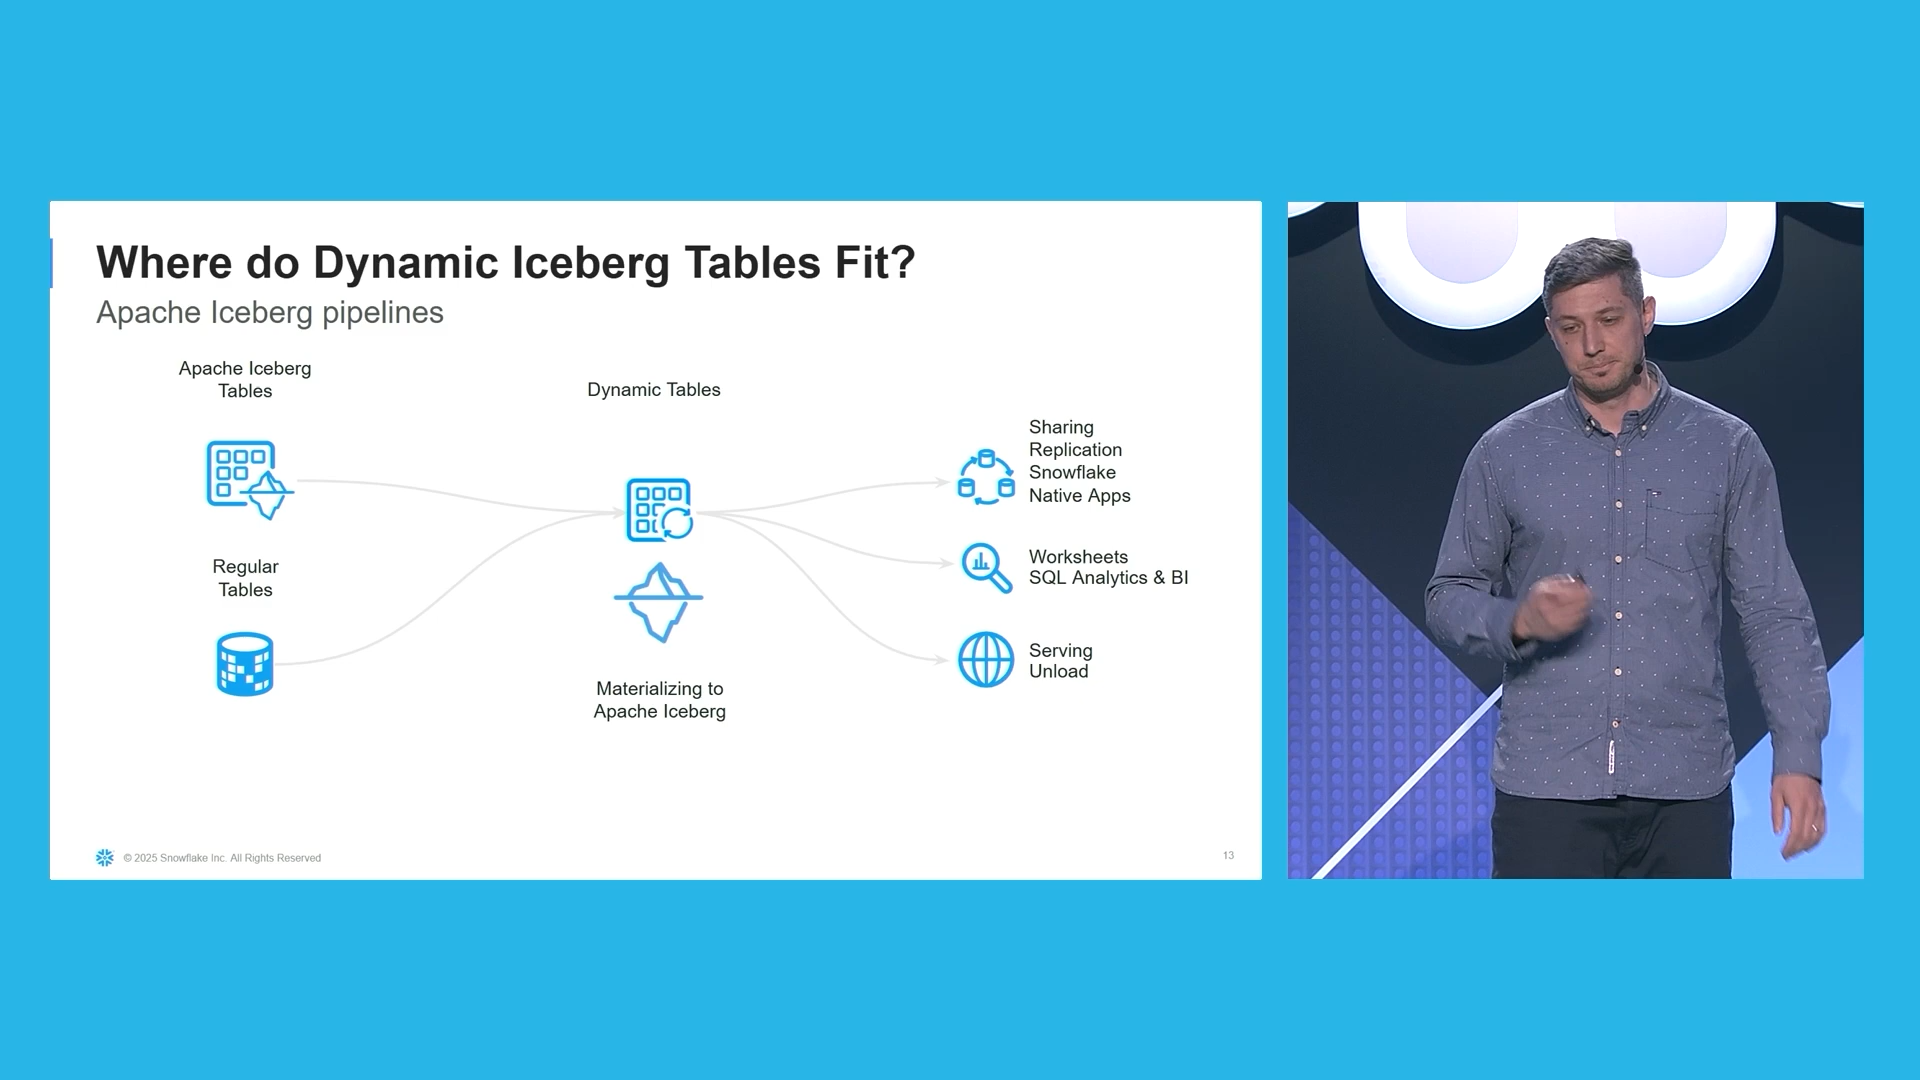 Where do Dynamic Iceberg Tables Fit?
Apache Iceberg pipelines
Apache Iceberg
Tables
Regular
Tables
Dynamic Tables
Materializing to
Apache Iceberg
Sharing
Replication
Snowflake
Native Apps
Worksheets
SQL Analytics & BI
Serving
Unload
© 2025 Snowflake Inc. All Rights Reserved
13